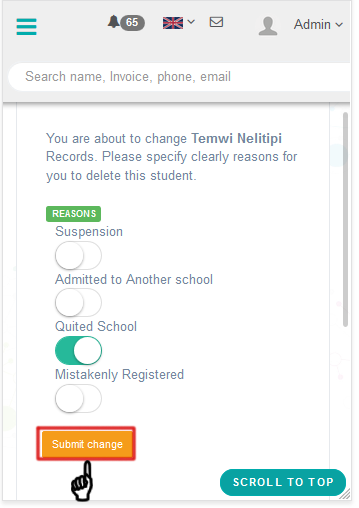 65
Admin
Search name, Invoice, phone, email
You are about to change Temwi Nelitipi
Records. Please specify clearly reasons for
you to delete this student.
REASONS
Suspension
Admitted to Another school
Quited School
Mistakenly Registered
Submit change
SCROLL TO TOP